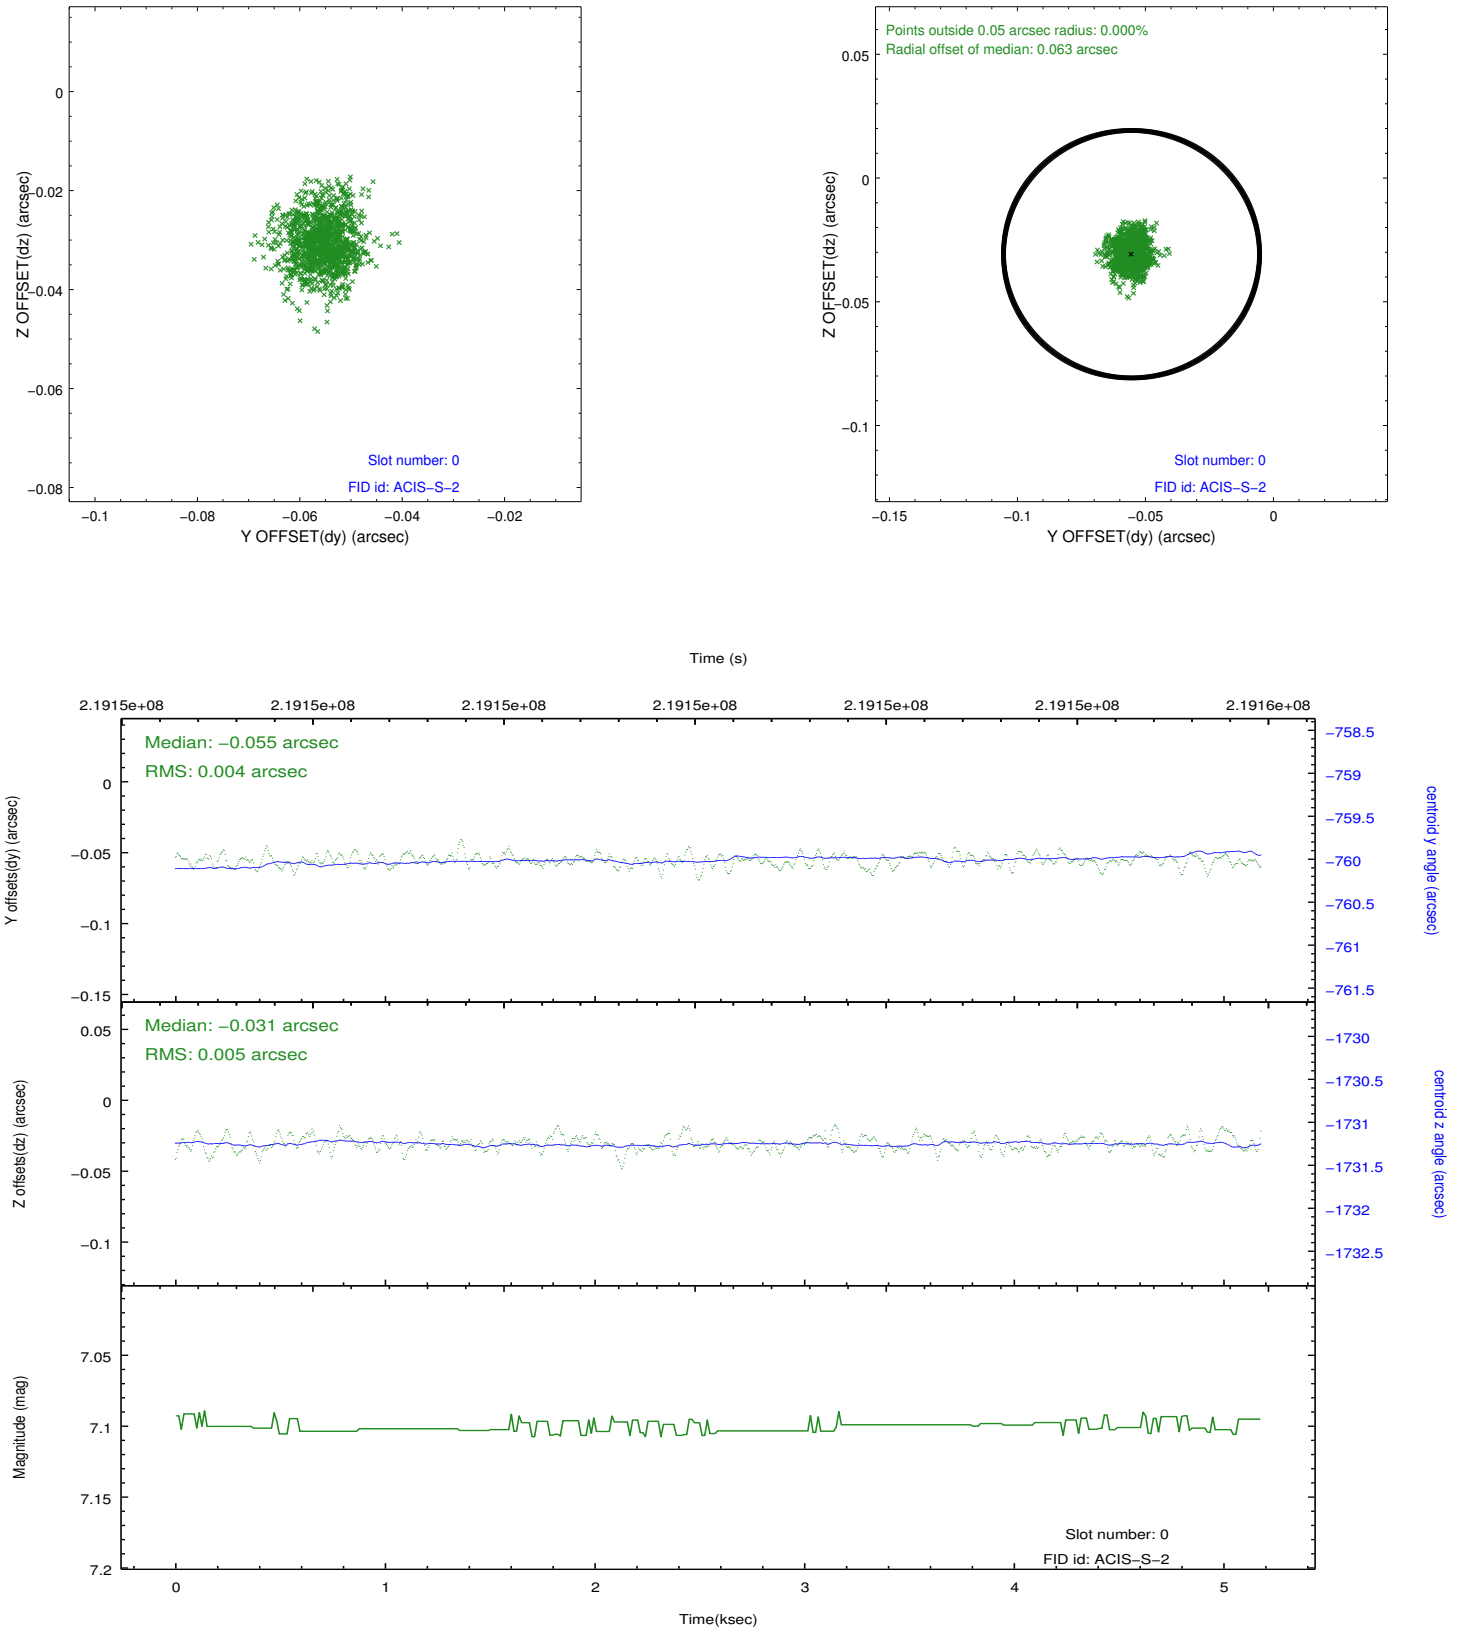 0
−0.02
−0.04
−0.06
−0.08
Z OFFSET(dz) (arcsec)
Slot number: 0
FID id: ACIS−S−2
−0.1 −0.08 −0.06 −0.04 −0.02
Y OFFSET(dy) (arcsec)
Points outside 0.05 arcsec radius: 0.000%
Radial offset of median: 0.063 arcsec
0.05
0
−0.05
−0.1
Z OFFSET(dz) (arcsec)
Slot number: 0
FID id: ACIS−S−2
−0.15 −0.1 −0.05 0
Y OFFSET(dy) (arcsec)
Time (s)
2.1915e+08 2.1915e+08 2.1915e+08 2.1915e+08 2.1915e+08 2.1915e+08 2.1916e+08
Median: −0.055 arcsec
RMS: 0.004 arcsec
0
−0.05
−0.1
−0.15
Y offsets(dy) (arcsec)
−758.5
−759
−759.5
−760
−760.5
−761
−761.5
centroid y angle (arcsec)
Median: −0.031 arcsec
RMS: 0.005 arcsec
0.05
0
−0.05
−0.1
Z offsets(dz) (arcsec)
−1730
−1730.5
−1731
−1731.5
−1732
−1732.5
centroid z angle (arcsec)
7.05
7.1
7.15
7.2
Magnitude (mag)
Slot number: 0
FID id: ACIS−S−2
0 1 2 3 4 5
Time(ksec)